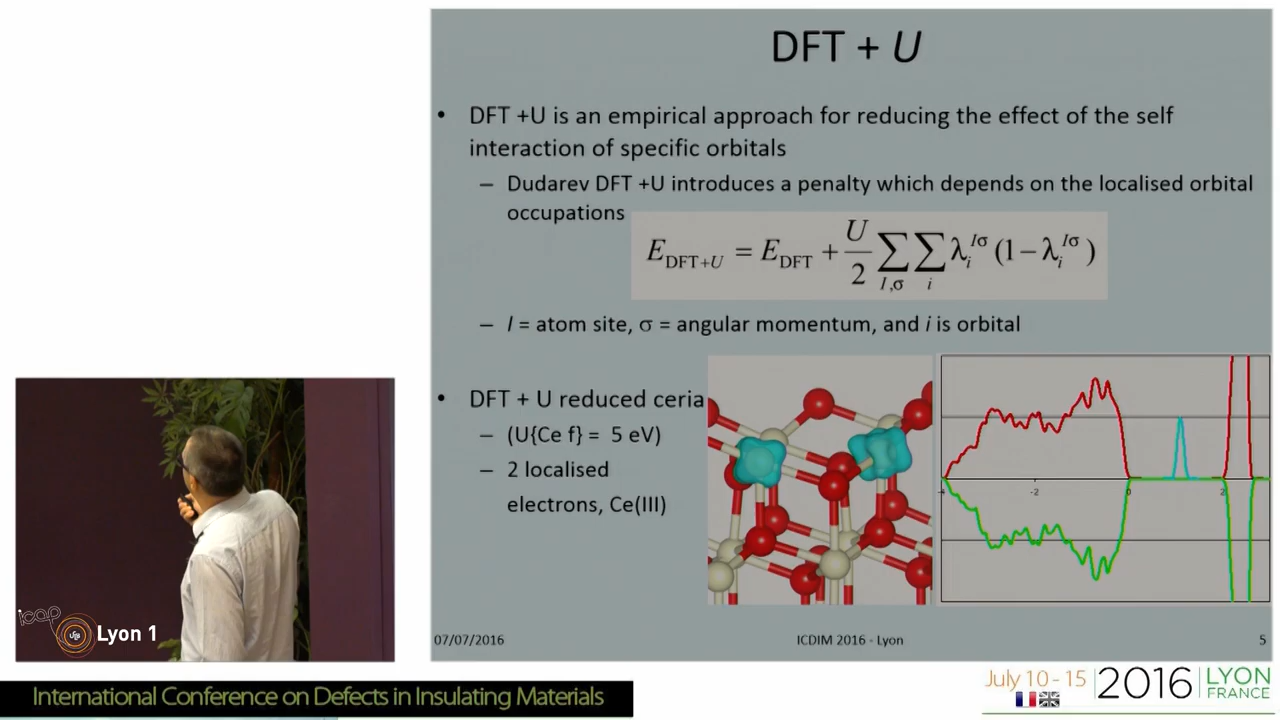 DFT + U
• DFT +U is an empirical approach for reducing the effect of the self
interaction of specific orbitals
– Dudarev DFT +U introduces a penalty which depends on the localised orbital
occupations
E_DFT+U = E_DFT + U/2 ∑_I,σ ∑_i λ_i^Iσ (1 − λ_i^Iσ)
– I = atom site, σ = angular momentum, and i is orbital
• DFT + U reduced ceria
– (U{Ce f} = 5 eV)
– 2 localised
electrons, Ce(III)
-4 -2 0 2
07/07/2016 ICDIM 2016 - Lyon 5
icap
Lyon 1
International Conference on Defects in Insulating Materials
July 10 - 15
2016
LYON
FRANCE